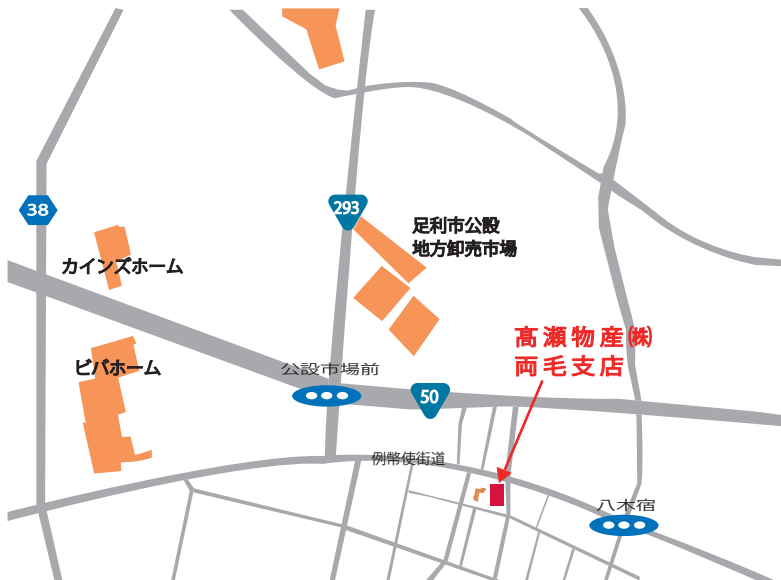 38
293
足利市公設
地方卸売市場
カインズホーム
髙瀬物産㈱
両毛支店
ビバホーム
公設市場前
50
例幣使街道
八木宿